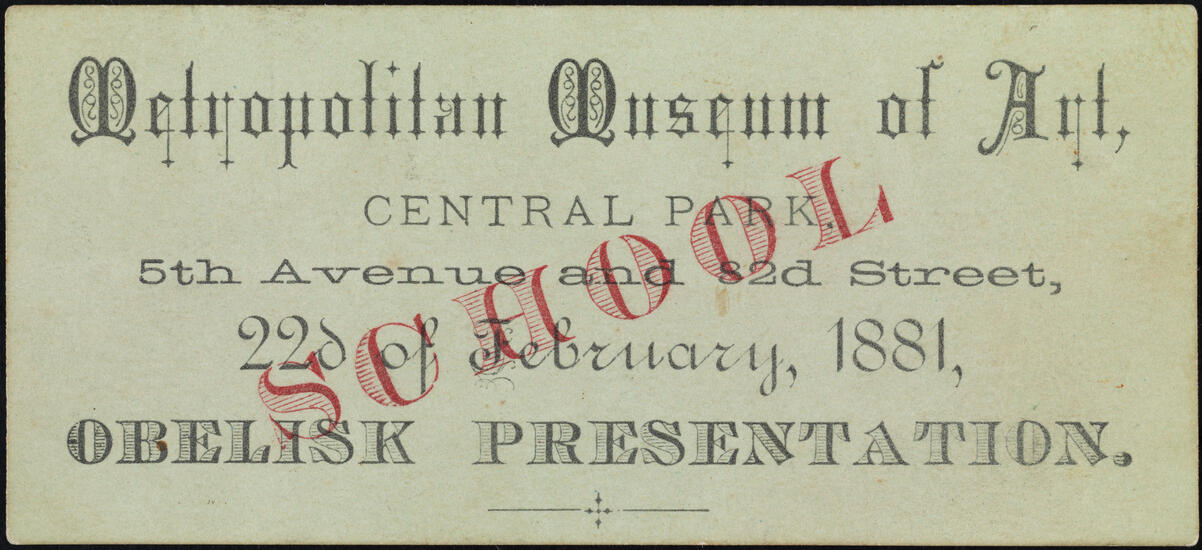 Metropolitan Museum of Art,
CENTRAL PARK,
5th Avenue and 82d Street,
22d of February, 1881,
OBELISK PRESENTATION.
SCHOOL